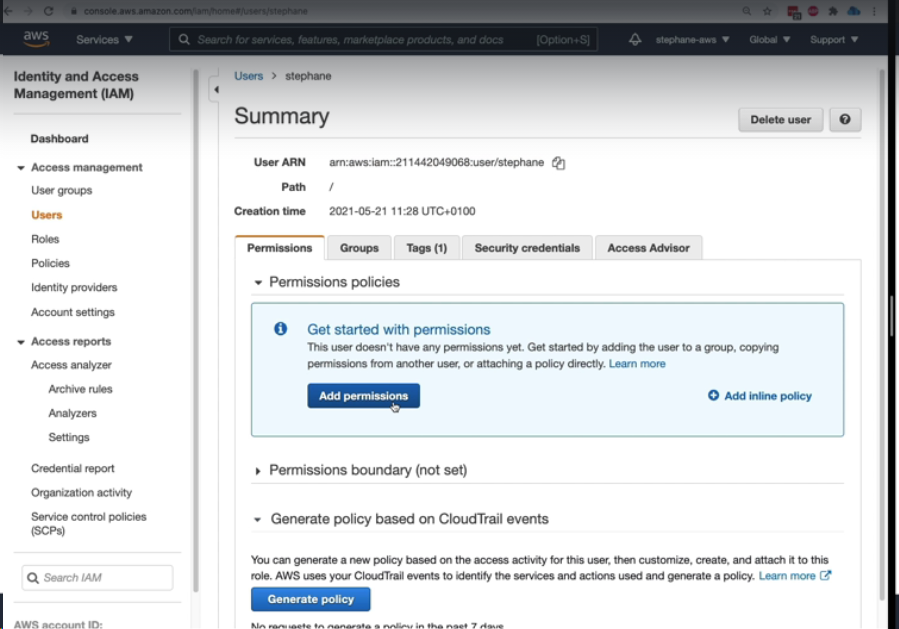 console.aws.amazon.com/iam/home#/users/stephane
aws
Services
Search for services, features, marketplace products, and docs [Option+S]
stephane-aws
Global
Support
Identity and Access
Management (IAM)
Dashboard
Access management
User groups
Users
Roles
Policies
Identity providers
Account settings
Access reports
Access analyzer
Archive rules
Analyzers
Settings
Credential report
Organization activity
Service control policies
(SCPs)
Search IAM
AWS account ID:
Users > stephane
Summary
Delete user
User ARN arn:aws:iam::211442049068:user/stephane
Path /
Creation time 2021-05-21 11:28 UTC+0100
Permissions Groups Tags (1) Security credentials Access Advisor
Permissions policies
Get started with permissions
This user doesn't have any permissions yet. Get started by adding the user to a group, copying
permissions from another user, or attaching a policy directly. Learn more
Add permissions
Add inline policy
Permissions boundary (not set)
Generate policy based on CloudTrail events
You can generate a new policy based on the access activity for this user, then customize, create, and attach it to this
role. AWS uses your CloudTrail events to identify the services and actions used and generate a policy. Learn more
Generate policy
No requests to generate a policy in the past 7 days